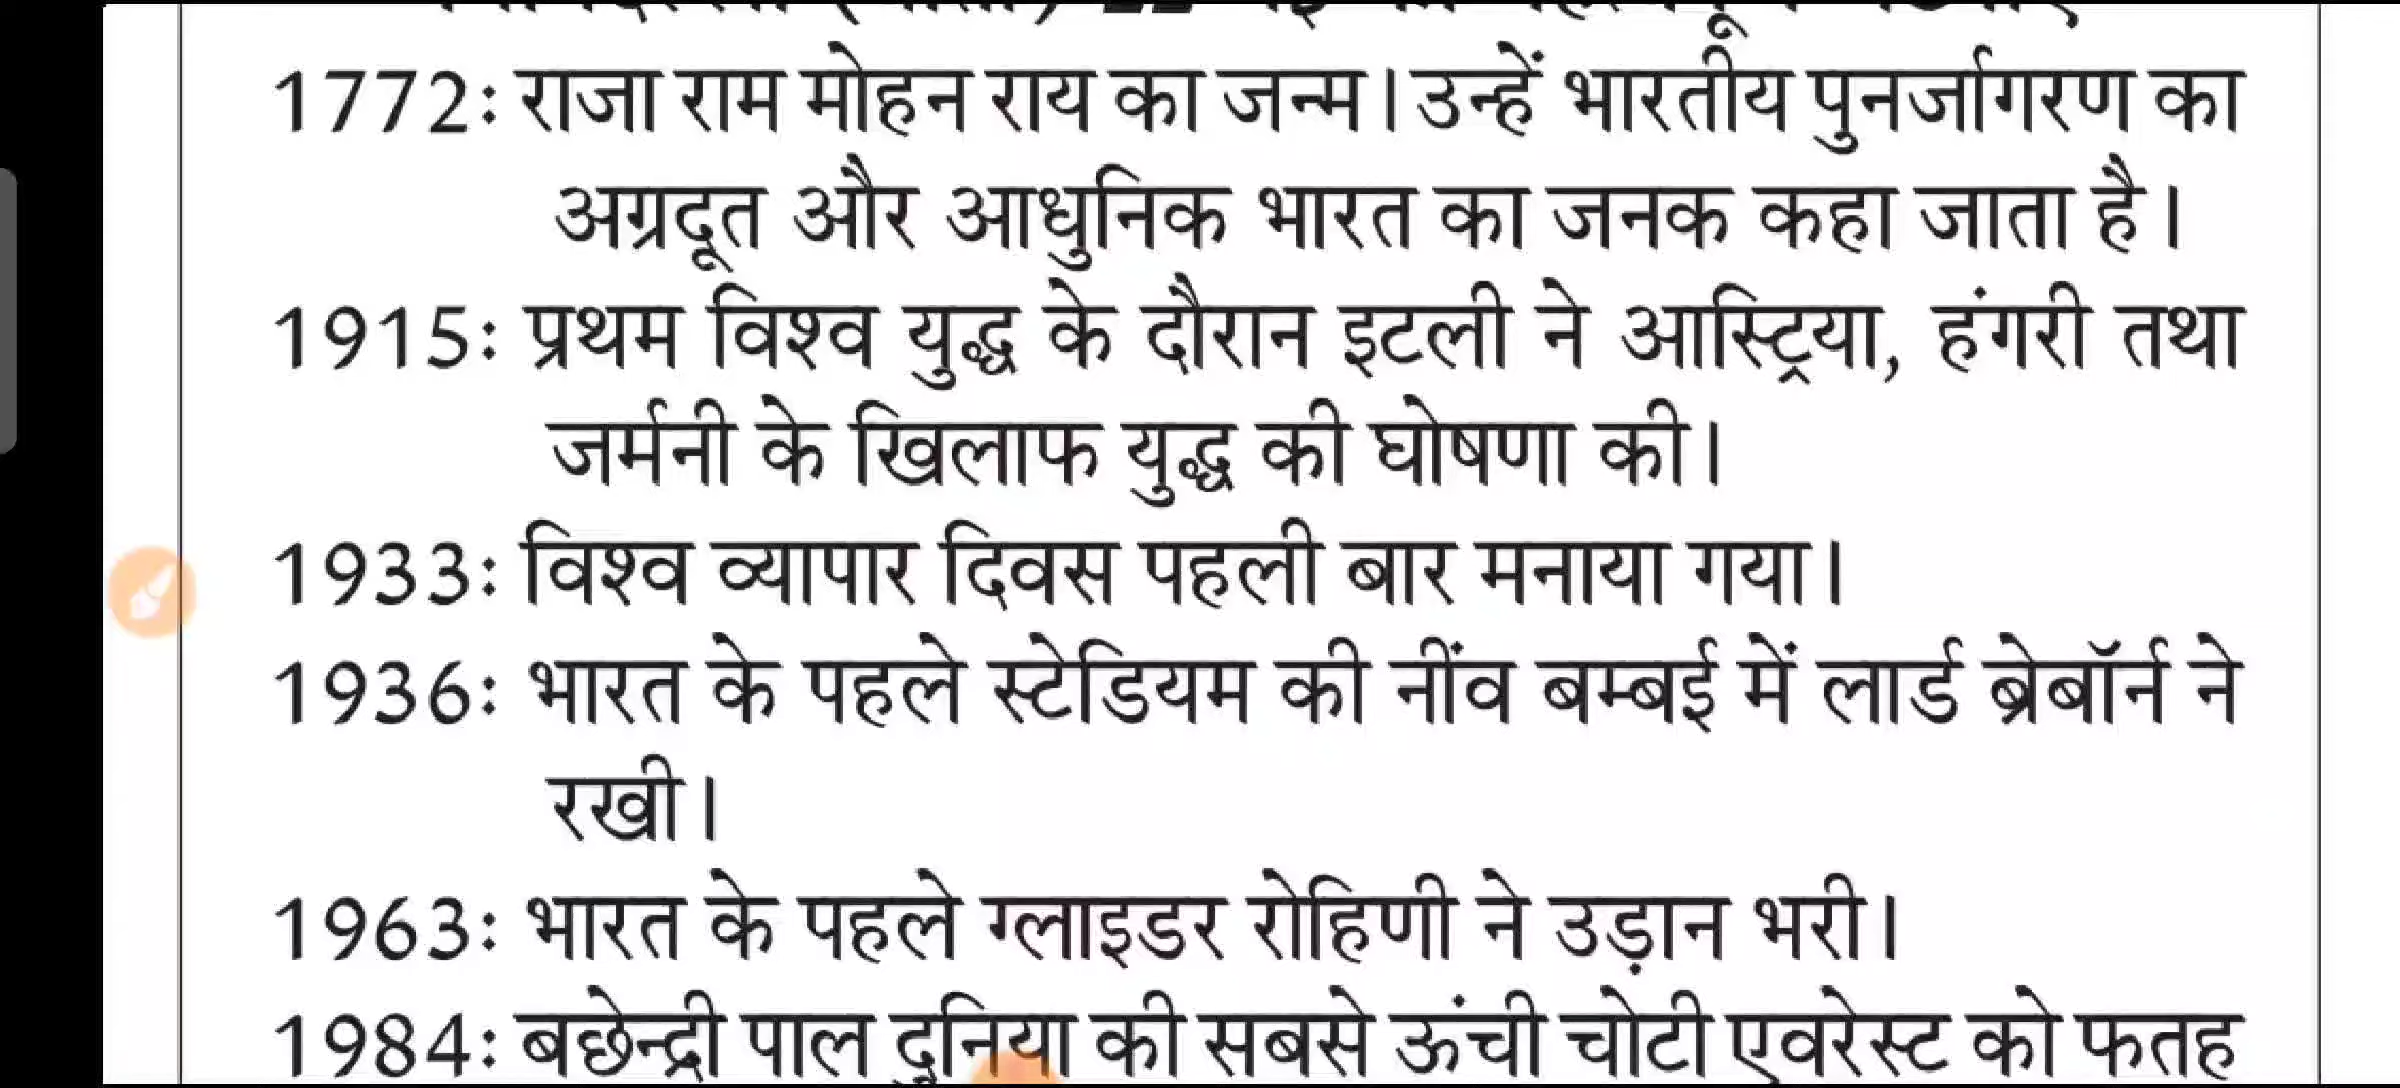 1772: राजा राम मोहन राय का जन्म। उन्हें भारतीय पुनर्जागरण का
अग्रदूत और आधुनिक भारत का जनक कहा जाता है।
1915: प्रथम विश्व युद्ध के दौरान इटली ने आस्ट्रिया, हंगरी तथा
जर्मनी के खिलाफ युद्ध की घोषणा की।
1933: विश्व व्यापार दिवस पहली बार मनाया गया।
1936: भारत के पहले स्टेडियम की नींव बम्बई में लार्ड ब्रेबॉर्न ने
रखी।
1963: भारत के पहले ग्लाइडर रोहिणी ने उड़ान भरी।
1984: बछेन्द्री पाल दुनिया की सबसे ऊंची चोटी एवरेस्ट को फतह